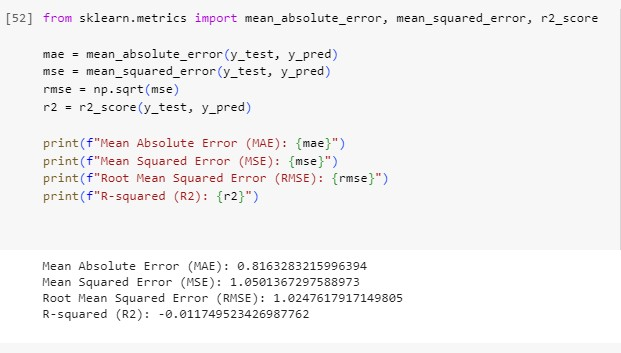 [52] from sklearn.metrics import mean_absolute_error, mean_squared_error, r2_score
mae = mean_absolute_error(y_test, y_pred)
mse = mean_squared_error(y_test, y_pred)
rmse = np.sqrt(mse)
r2 = r2_score(y_test, y_pred)
print(f"Mean Absolute Error (MAE): {mae}")
print(f"Mean Squared Error (MSE): {mse}")
print(f"Root Mean Squared Error (RMSE): {rmse}")
print(f"R-squared (R2): {r2}")
Mean Absolute Error (MAE): 0.8163283215996394
Mean Squared Error (MSE): 1.0501367297588973
Root Mean Squared Error (RMSE): 1.0247617917149805
R-squared (R2): -0.011749523426987762